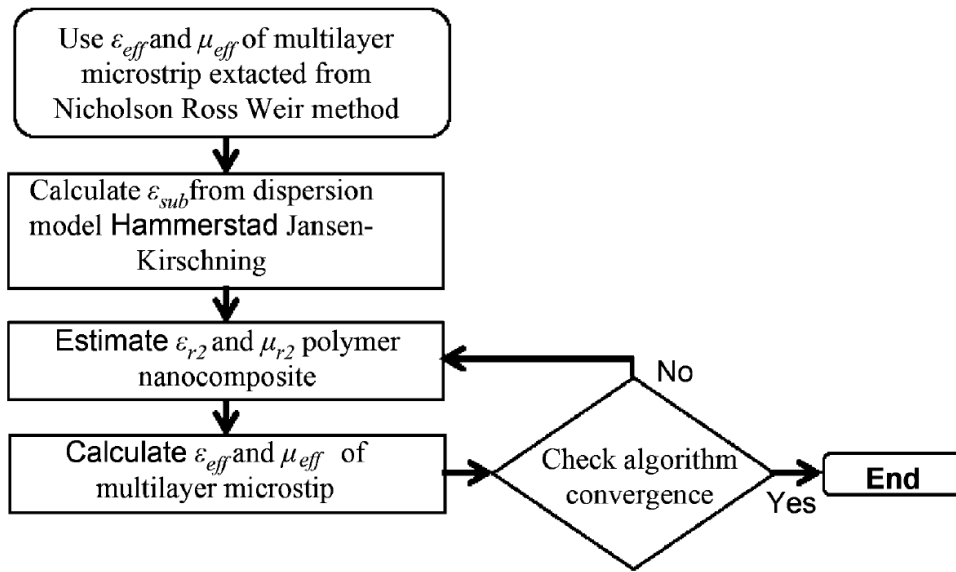 Use εeff and μeff of multilayer
microstrip extacted from
Nicholson Ross Weir method
Calculate εsub from dispersion
model Hammerstad Jansen-
Kirschning
Estimate εr2 and μr2 polymer
nanocomposite
Calculate εeff and μeff of
multilayer microstip
No
Check algorithm
convergence
Yes
End